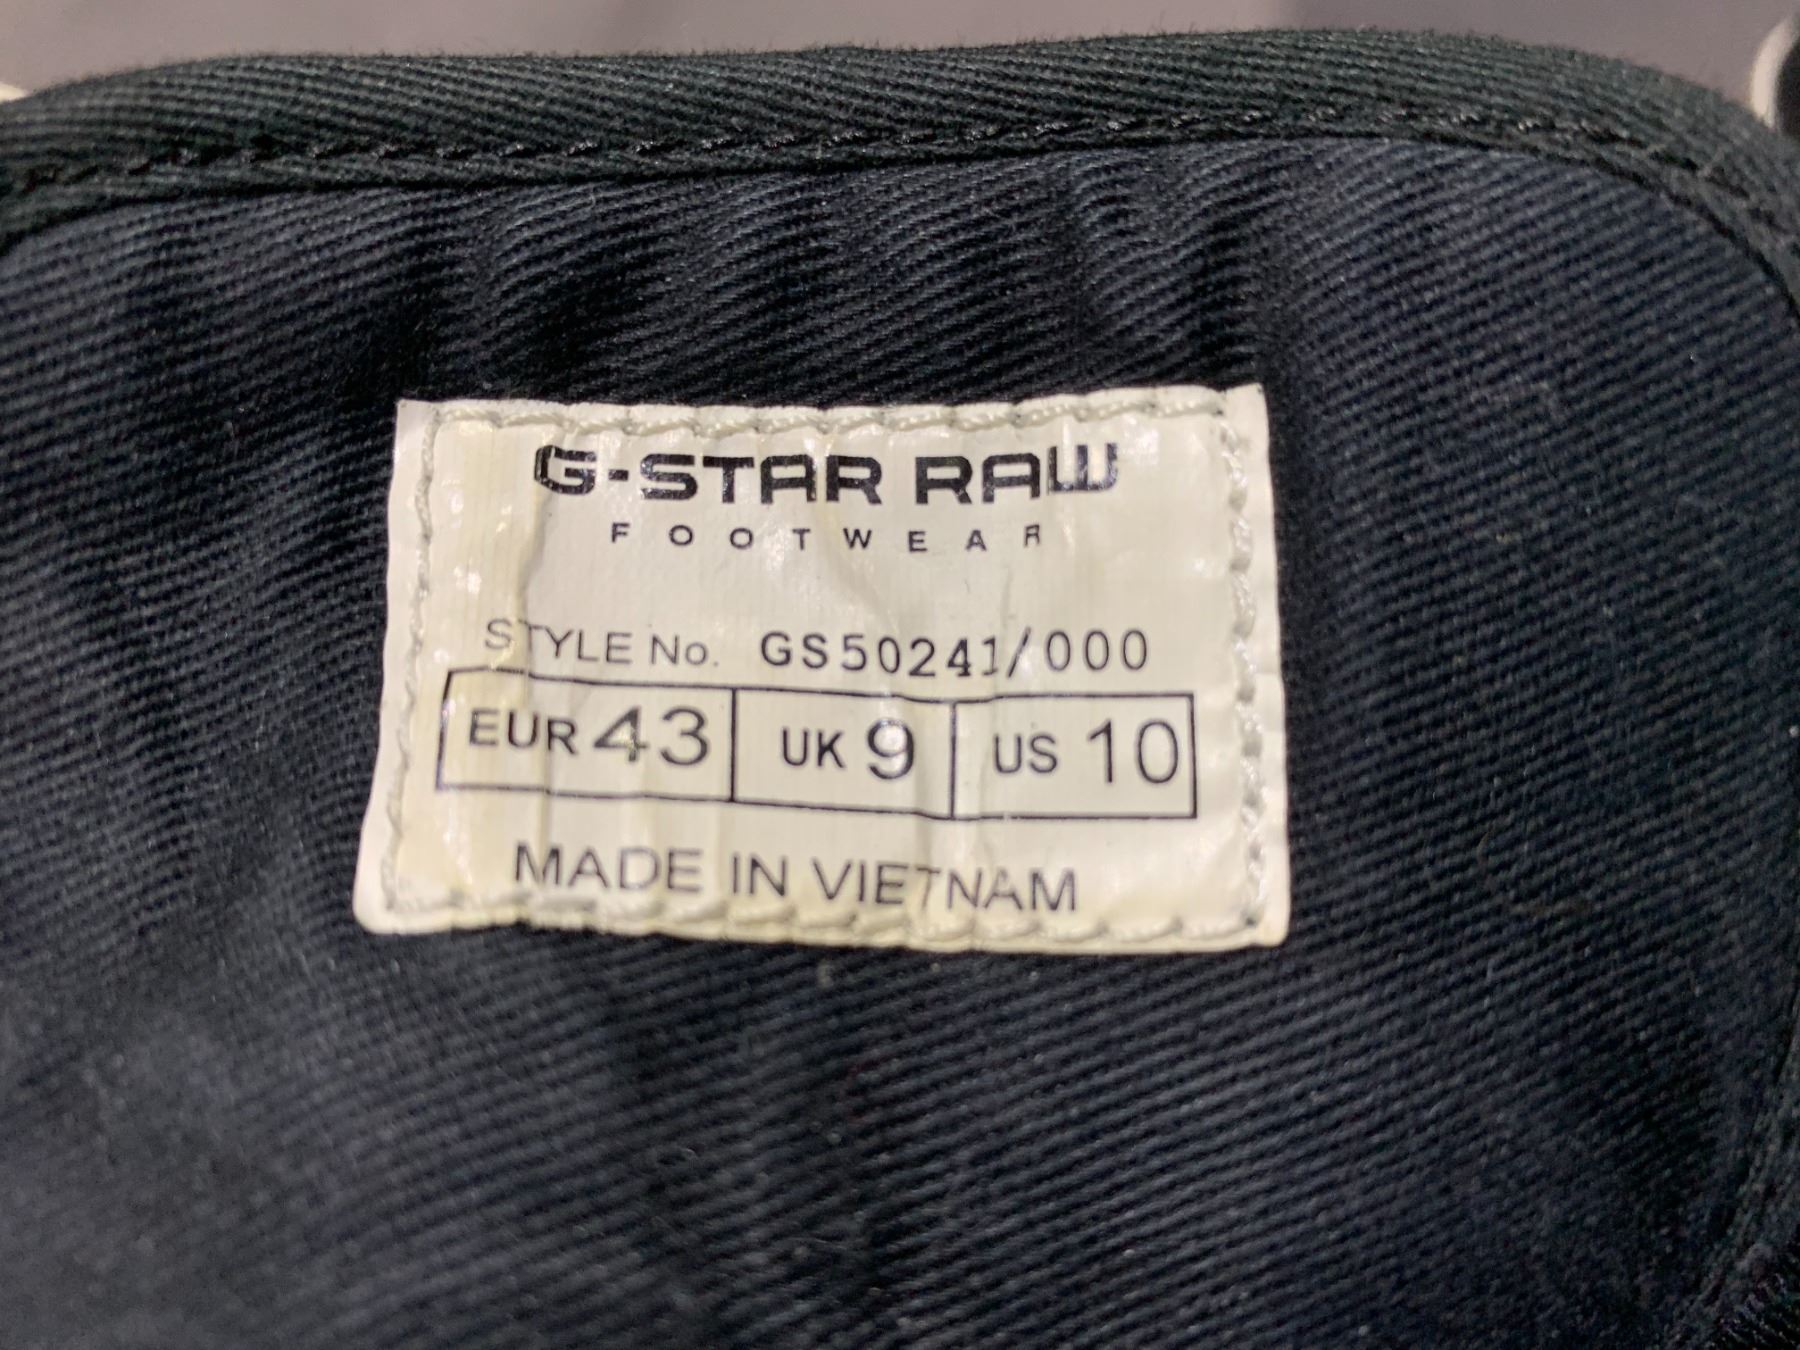 G-STAR RAW
FOOTWEAR
STYLE No. GS50241/000
EUR 43 UK 9 US 10
MADE IN VIETNAM